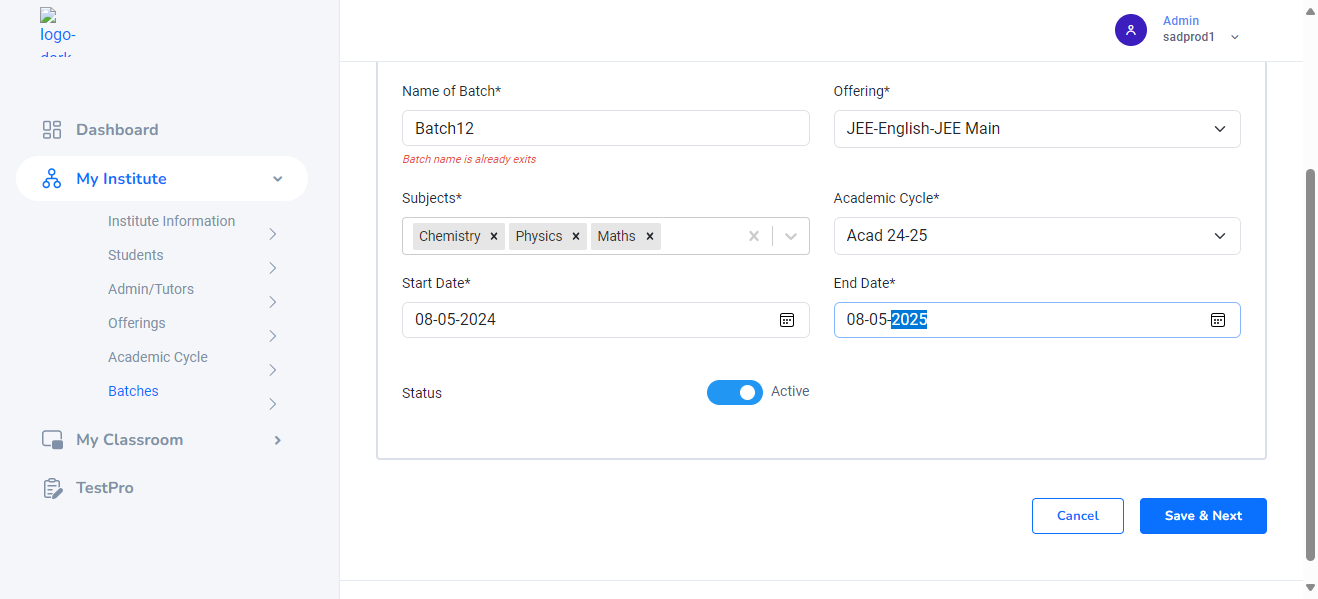 logo-
dark
Admin
sadprod1
Dashboard
My Institute
Institute Information
Students
Admin/Tutors
Offerings
Academic Cycle
Batches
My Classroom
TestPro
Name of Batch*
Offering*
Batch12
JEE-English-JEE Main
Batch name is already exits
Subjects*
Academic Cycle*
Chemistry × Physics × Maths ×
Acad 24-25
Start Date*
End Date*
08-05-2024
08-05-2025
Status
Active
Cancel
Save & Next